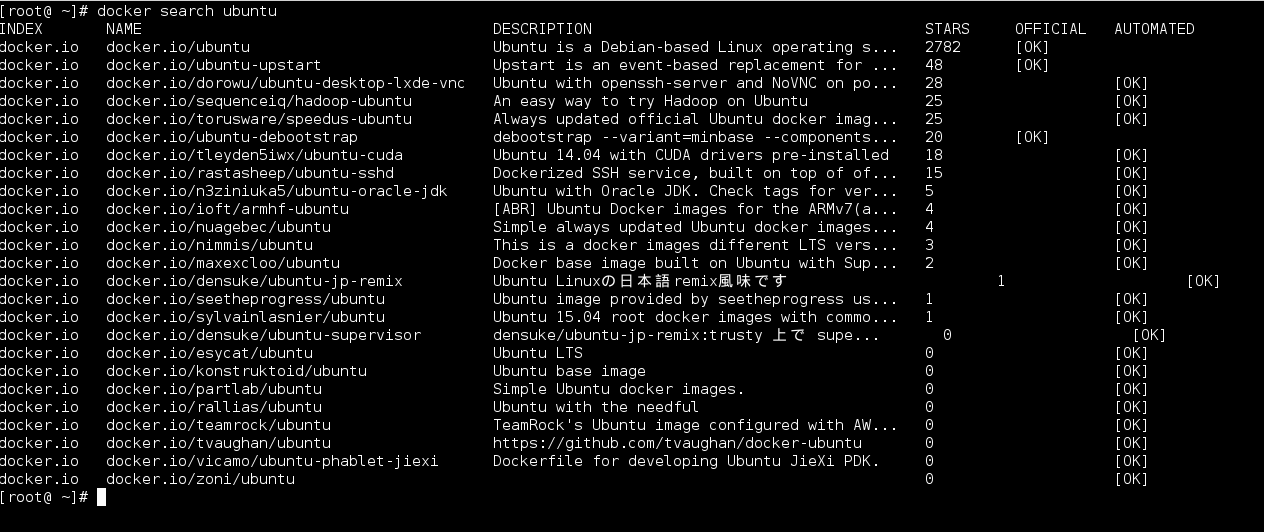 [root@ ~]# docker search ubuntu
INDEX NAME DESCRIPTION STARS OFFICIAL AUTOMATED
docker.io docker.io/ubuntu Ubuntu is a Debian-based Linux operating s... 2782 [OK]
docker.io docker.io/ubuntu-upstart Upstart is an event-based replacement for ... 48 [OK]
docker.io docker.io/dorowu/ubuntu-desktop-lxde-vnc Ubuntu with openssh-server and NoVNC on po... 28 [OK]
docker.io docker.io/sequenceiq/hadoop-ubuntu An easy way to try Hadoop on Ubuntu 25 [OK]
docker.io docker.io/torusware/speedus-ubuntu Always updated official Ubuntu docker imag... 25 [OK]
docker.io docker.io/ubuntu-debootstrap debootstrap --variant=minbase --components... 20 [OK]
docker.io docker.io/tleyden5iwx/ubuntu-cuda Ubuntu 14.04 with CUDA drivers pre-installed 18 [OK]
docker.io docker.io/rastasheep/ubuntu-sshd Dockerized SSH service, built on top of of... 15 [OK]
docker.io docker.io/n3ziniuka5/ubuntu-oracle-jdk Ubuntu with Oracle JDK. Check tags for ver... 5 [OK]
docker.io docker.io/ioft/armhf-ubuntu [ABR] Ubuntu Docker images for the ARMv7(a... 4 [OK]
docker.io docker.io/nuagebec/ubuntu Simple always updated Ubuntu docker images... 4 [OK]
docker.io docker.io/nimmis/ubuntu This is a docker images different LTS vers... 3 [OK]
docker.io docker.io/maxexcloo/ubuntu Docker base image built on Ubuntu with Sup... 2 [OK]
docker.io docker.io/densuke/ubuntu-jp-remix Ubuntu Linuxの日本語remix風味です 1 [OK]
docker.io docker.io/seetheprogress/ubuntu Ubuntu image provided by seetheprogress us... 1 [OK]
docker.io docker.io/sylvainlasnier/ubuntu Ubuntu 15.04 root docker images with commo... 1 [OK]
docker.io docker.io/densuke/ubuntu-supervisor densuke/ubuntu-jp-remix:trusty 上で supe... 0 [OK]
docker.io docker.io/esycat/ubuntu Ubuntu LTS 0 [OK]
docker.io docker.io/konstruktoid/ubuntu Ubuntu base image 0 [OK]
docker.io docker.io/partlab/ubuntu Simple Ubuntu docker images. 0 [OK]
docker.io docker.io/rallias/ubuntu Ubuntu with the needful 0 [OK]
docker.io docker.io/teamrock/ubuntu TeamRock's Ubuntu image configured with AW... 0 [OK]
docker.io docker.io/tvaughan/ubuntu https://github.com/tvaughan/docker-ubuntu 0 [OK]
docker.io docker.io/vicamo/ubuntu-phablet-jiexi Dockerfile for developing Ubuntu JieXi PDK. 0 [OK]
docker.io docker.io/zoni/ubuntu 0 [OK]
[root@ ~]#